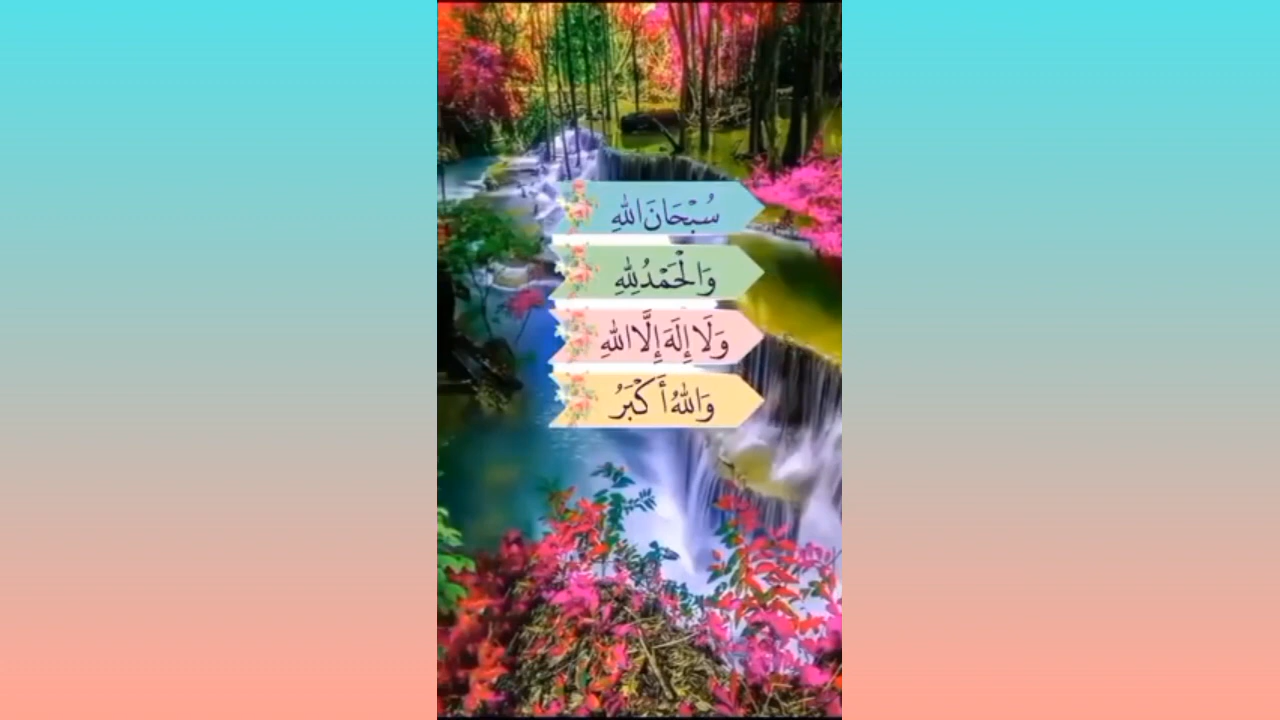 سُبْحَانَ اللهِ
وَالْحَمْدُ لِلهِ
وَلَا إِلَهَ إِلَّا اللهِ
وَاللهُ أَكْبَرُ